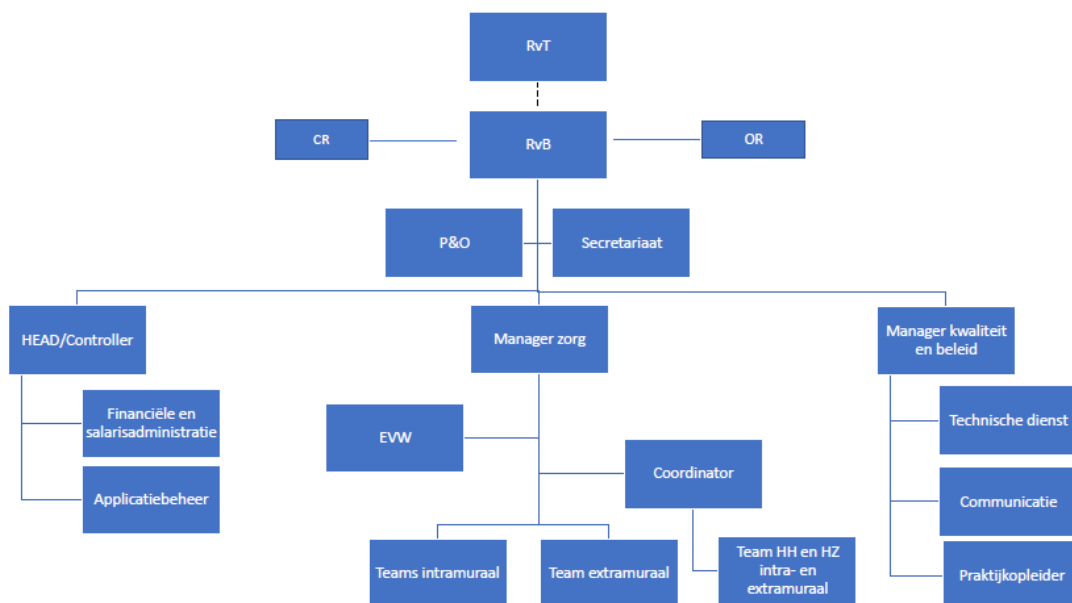 RvT
CR
RvB
OR
P&O
Secretariaat
HEAD/Controller
Manager zorg
Manager kwaliteit
en beleid
Financiële en
salarisadministratie
EVW
Technische dienst
Coordinator
Applicatiebeheer
Communicatie
Teams intramuraal
Team extramuraal
Team HH en HZ
intra- en
extramuraal
Praktijkopleider